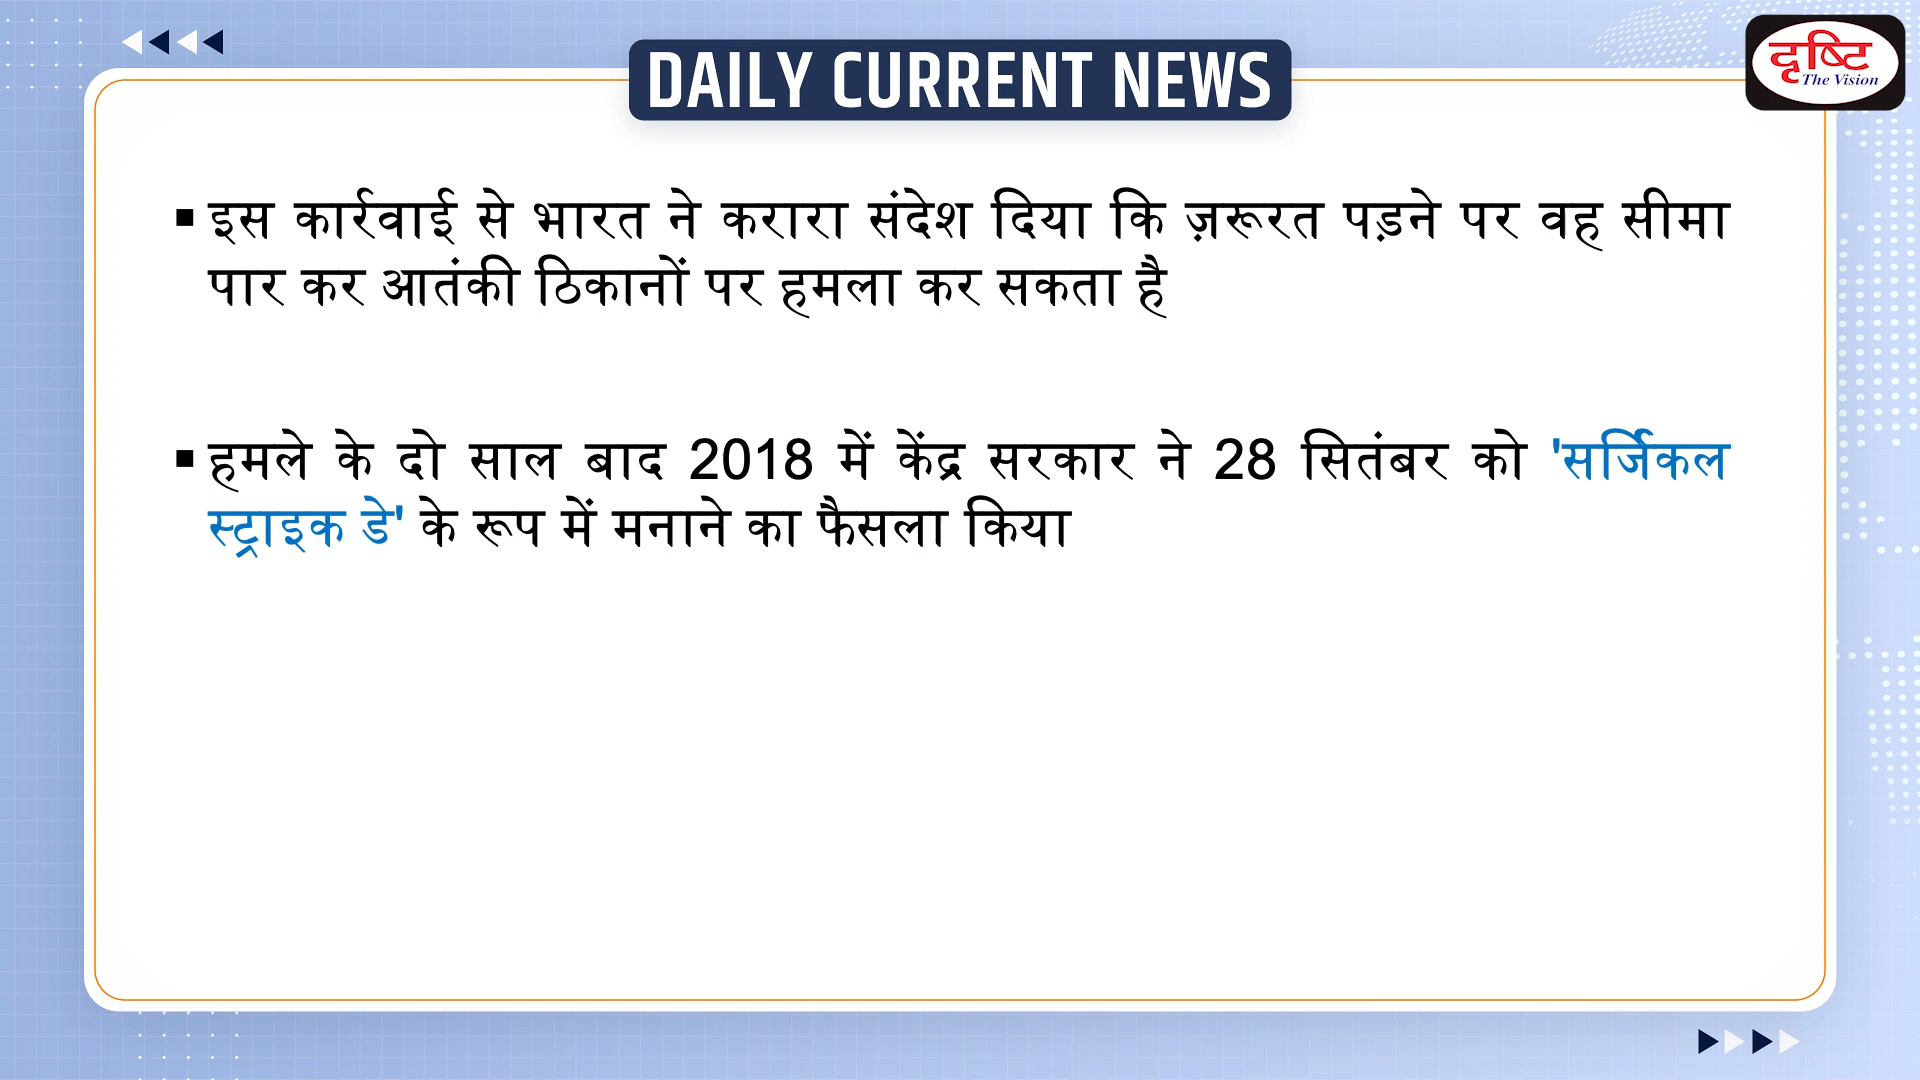 DAILY CURRENT NEWS
दृष्टि
The Vision
▪ इस कार्रवाई से भारत ने करारा संदेश दिया कि ज़रूरत पड़ने पर वह सीमा
पार कर आतंकी ठिकानों पर हमला कर सकता है
▪ हमले के दो साल बाद 2018 में केंद्र सरकार ने 28 सितंबर को 'सर्जिकल
स्ट्राइक डे' के रूप में मनाने का फैसला किया